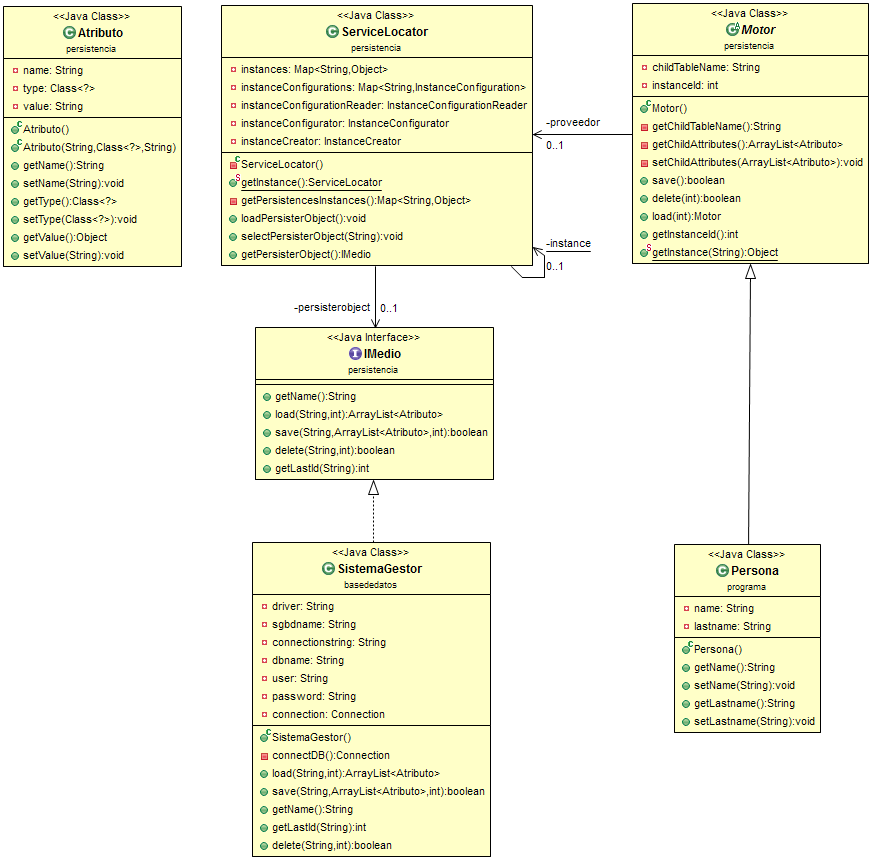 <<Java Class>>
Atributo
persistencia
name: String
type: Class<?>
value: String
Atributo()
Atributo(String,Class<?>,String)
getName():String
setName(String):void
getType():Class<?>
setType(Class<?>):void
getValue():Object
setValue(String):void
<<Java Class>>
ServiceLocator
persistencia
instances: Map<String,Object>
instanceConfigurations: Map<String,InstanceConfiguration>
instanceConfigurationReader: InstanceConfigurationReader
instanceConfigurator: InstanceConfigurator
instanceCreator: InstanceCreator
ServiceLocator()
getInstance():ServiceLocator
getPersistencesInstances():Map<String,Object>
loadPersisterObject():void
selectPersisterObject(String):void
getPersisterObject():IMedio
-proveedor
0..1
-instance
0..1
<<Java Class>>
Motor
persistencia
childTableName: String
instanceId: int
Motor()
getChildTableName():String
getChildAttributes():ArrayList<Atributo>
setChildAttributes(ArrayList<Atributo>):void
save():boolean
delete(int):boolean
load(int):Motor
getInstanceId():int
getInstance(String):Object
-persisterobject
0..1
<<Java Interface>>
IMedio
persistencia
getName():String
load(String,int):ArrayList<Atributo>
save(String,ArrayList<Atributo>,int):boolean
delete(String,int):boolean
getLastId(String):int
<<Java Class>>
SistemaGestor
basededatos
driver: String
sgbdname: String
connectionstring: String
dbname: String
user: String
password: String
connection: Connection
SistemaGestor()
connectDB():Connection
load(String,int):ArrayList<Atributo>
save(String,ArrayList<Atributo>,int):boolean
getName():String
getLastId(String):int
delete(String,int):boolean
<<Java Class>>
Persona
programa
name: String
lastname: String
Persona()
getName():String
setName(String):void
getLastname():String
setLastname(String):void